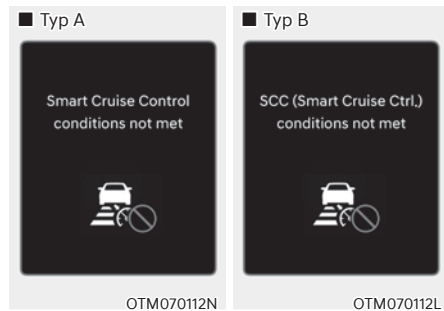 ■ Typ A
Smart Cruise Control
conditions not met
OTM070112N
■ Typ B
SCC (Smart Cruise Ctrl.)
conditions not met
OTM070112L